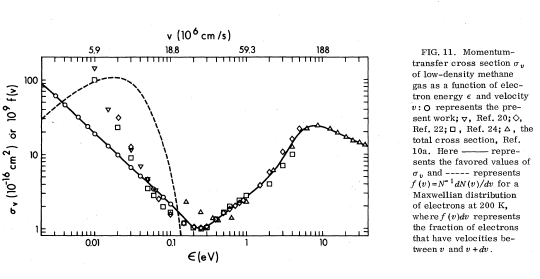 v (10⁶ cm/s)
5.9 18.8 59.3 188
100
10
1
σᵥ (10⁻¹⁶ cm²) or 10⁹ f(v)
0.01 0.1 1 10
ϵ(eV)
FIG. 11. Momentum-
transfer cross section σᵥ
of low-density methane
gas as a function of elec-
tron energy ϵ and velocity
v: O represents the pre-
sent work; ▽, Ref. 20; ◇,
Ref. 22; □, Ref. 24; △, the
total cross section, Ref.
10a. Here —— repre-
sents the favored values of
σᵥ and ----- represents
f(v)=N⁻¹dN(v)/dv for a
Maxwellian distribution
of electrons at 200 K,
where f(v)dv represents
the fraction of electrons
that have velocities be-
tween v and v+dv.